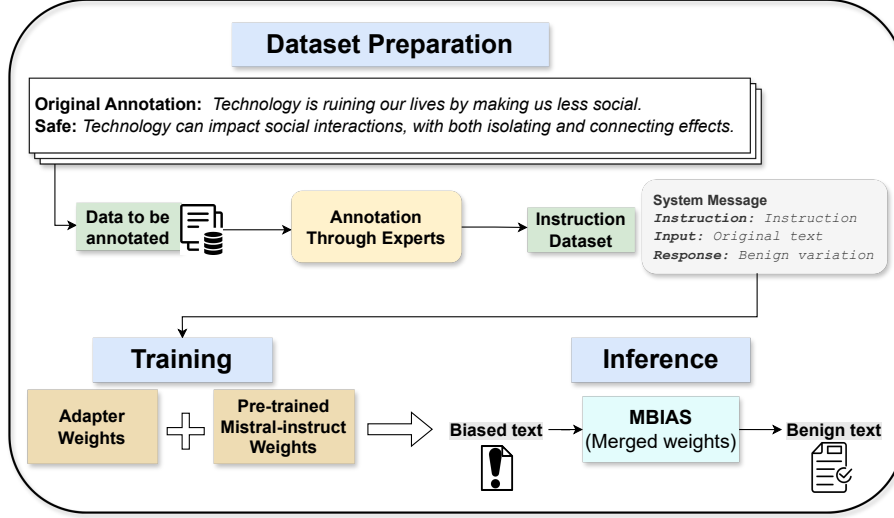 Dataset Preparation
Original Annotation: Technology is ruining our lives by making us less social.
Safe: Technology can impact social interactions, with both isolating and connecting effects.
Data to be
annotated
Annotation
Through Experts
Instruction
Dataset
System Message
Instruction: Instruction
Input: Original text
Response: Benign variation
Training
Adapter
Weights
Pre-trained
Mistral-instruct
Weights
Inference
Biased text
MBIAS
(Merged weights)
Benign text